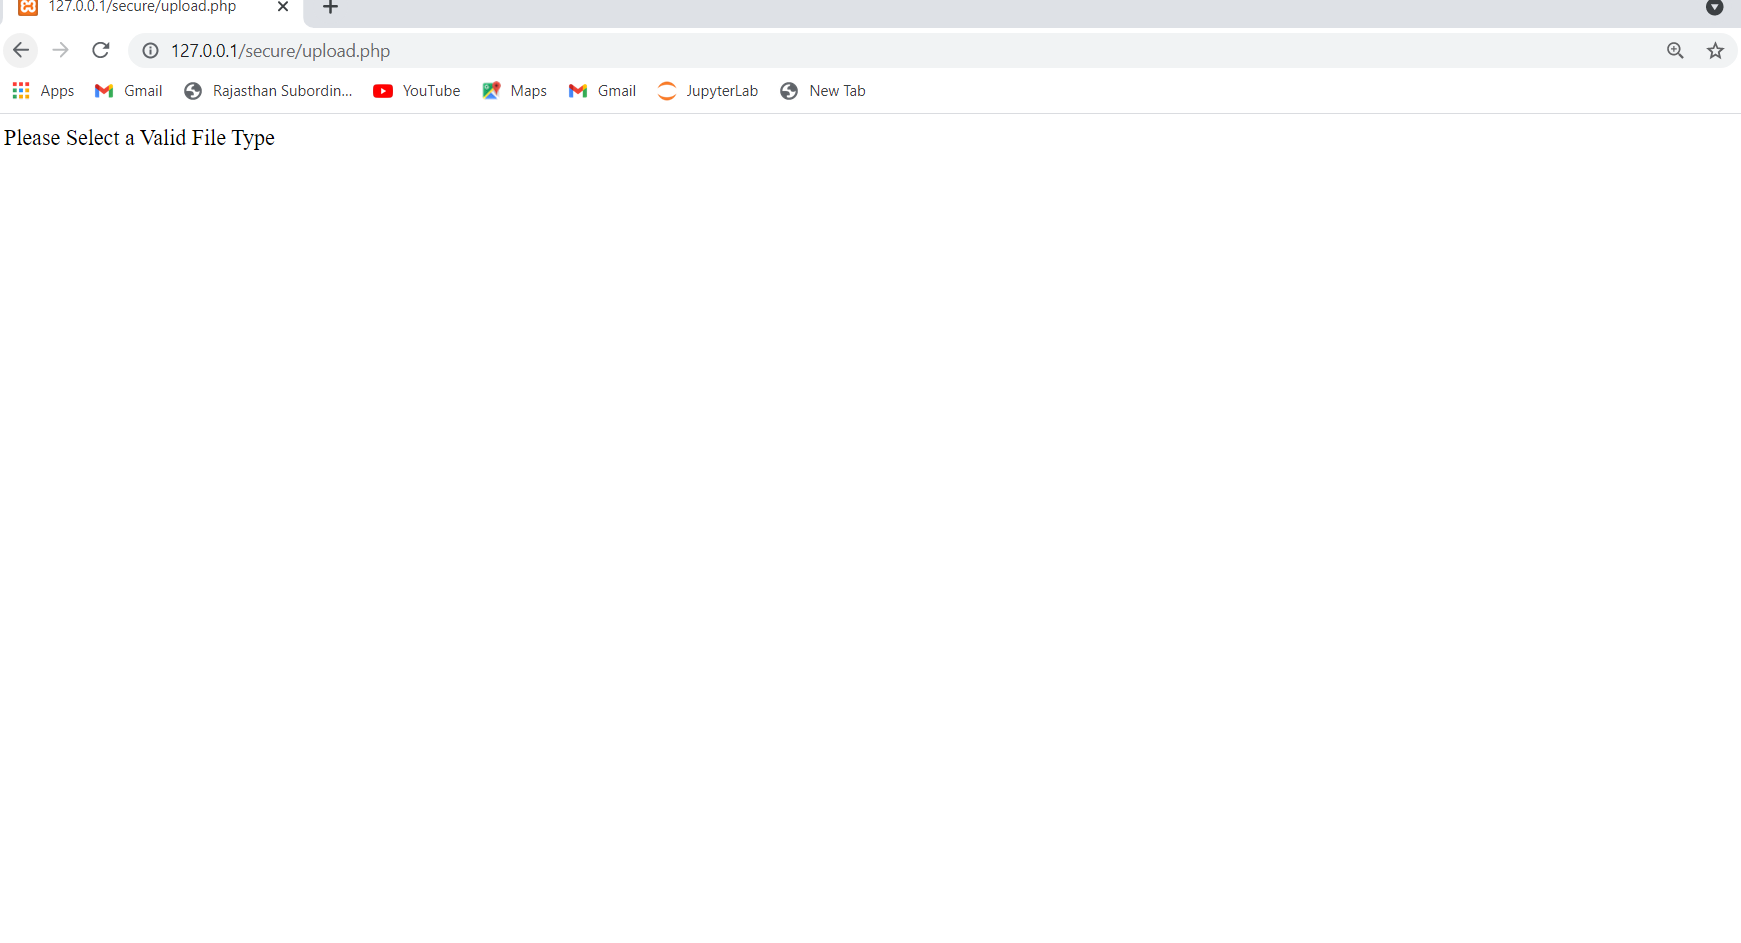 127.0.0.1/secure/upload.php
127.0.0.1/secure/upload.php
Apps Gmail Rajasthan Subordin... YouTube Maps Gmail JupyterLab New Tab
Please Select a Valid File Type